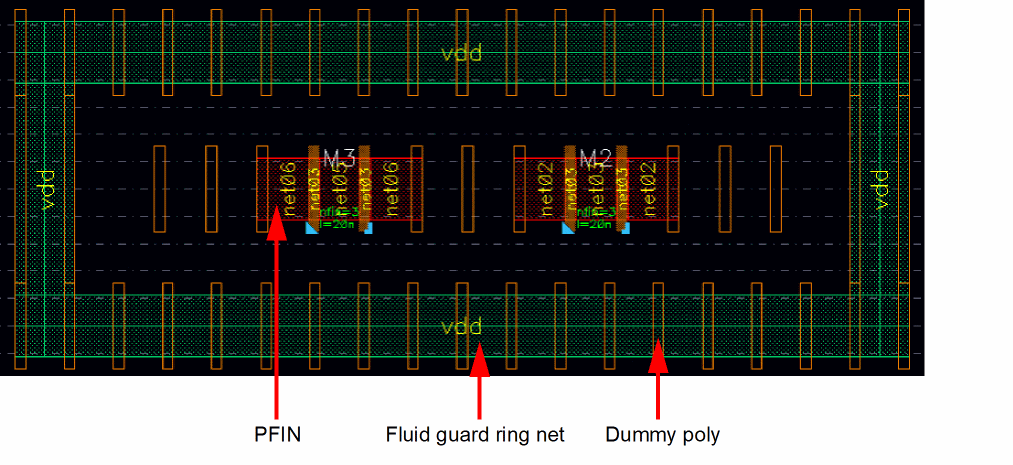 vdd
vdd
vdd
M3
M2
net06
net03
net05
net03
net06
net02
net03
net03
net03
net02
nfin=3
l=20n
nfin=3
l=20n
vdd
PFIN
Fluid guard ring net
Dummy poly